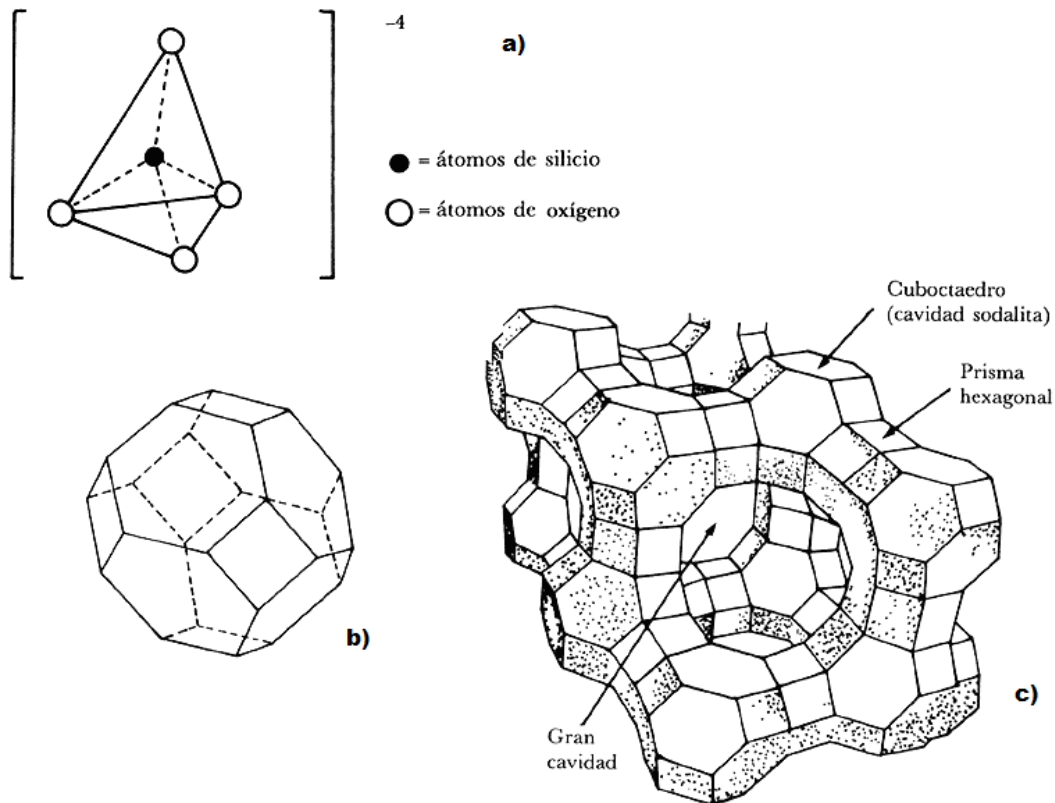 –4
a)
= átomos de silicio
= átomos de oxígeno
Cuboctaedro
(cavidad sodalita)
Prisma
hexagonal
b)
c)
Gran
cavidad